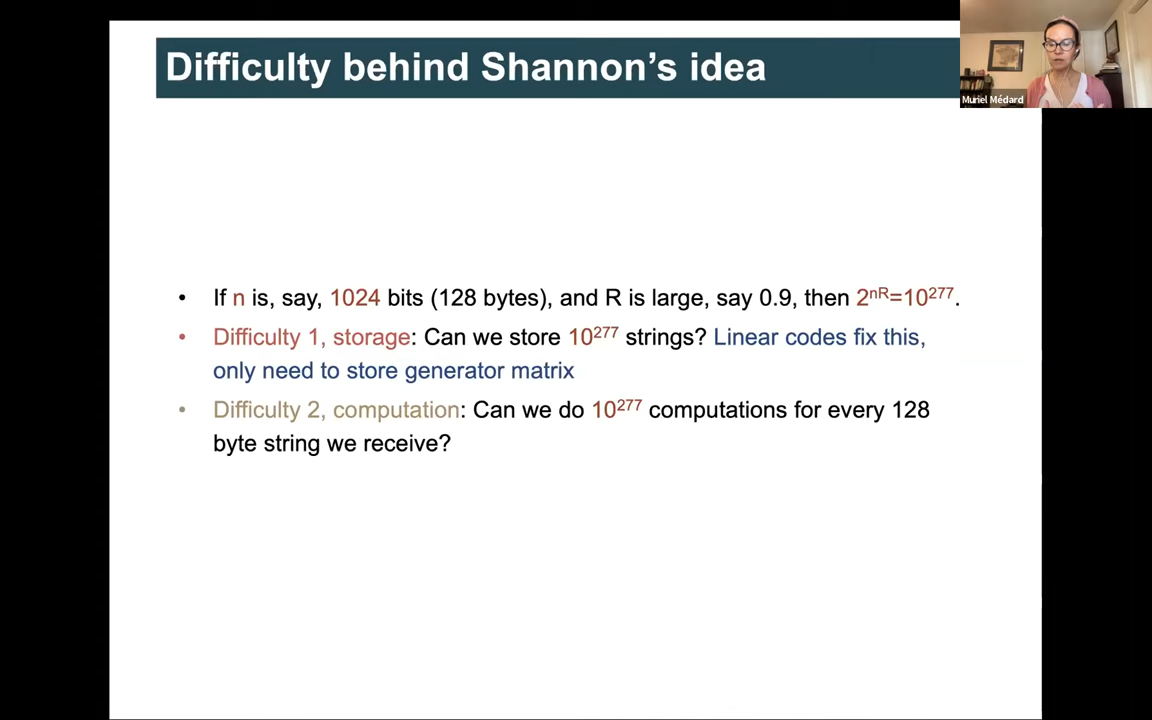 Difficulty behind Shannon’s idea
Muriel Médard
• If n is, say, 1024 bits (128 bytes), and R is large, say 0.9, then 2ⁿᴿ=10²⁷⁷.
• Difficulty 1, storage: Can we store 10²⁷⁷ strings? Linear codes fix this,
only need to store generator matrix
• Difficulty 2, computation: Can we do 10²⁷⁷ computations for every 128
byte string we receive?